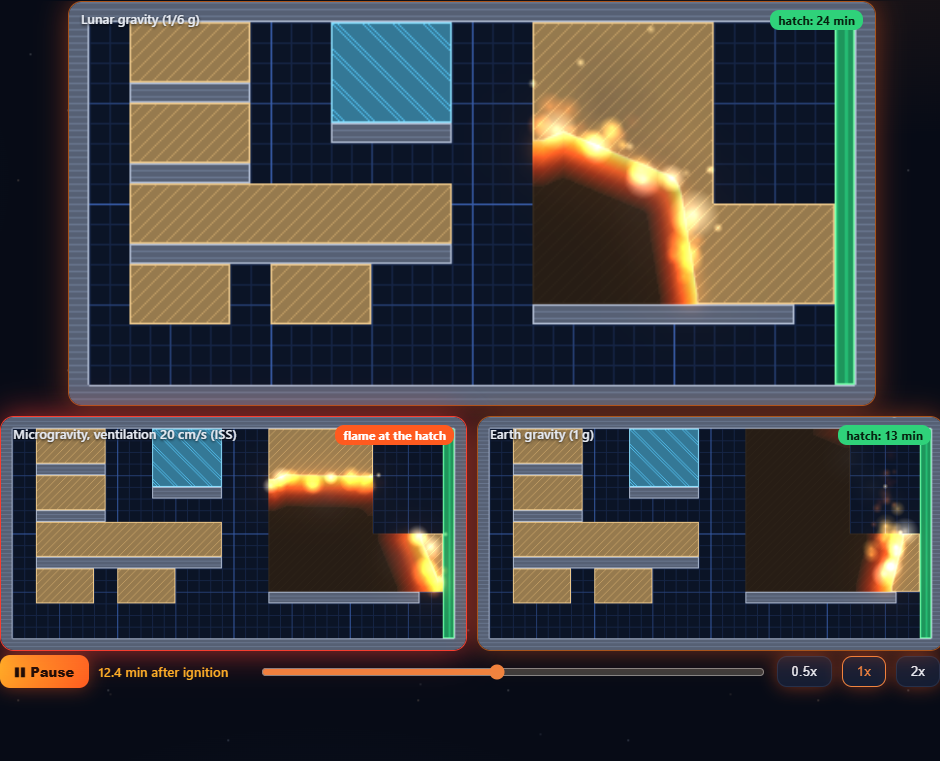 Lunar gravity (1/6 g)
hatch: 24 min
Microgravity, ventilation 20 cm/s (ISS)
flame at the hatch
Earth gravity (1 g)
hatch: 13 min
Pause
12.4 min after ignition
0.5x
1x
2x